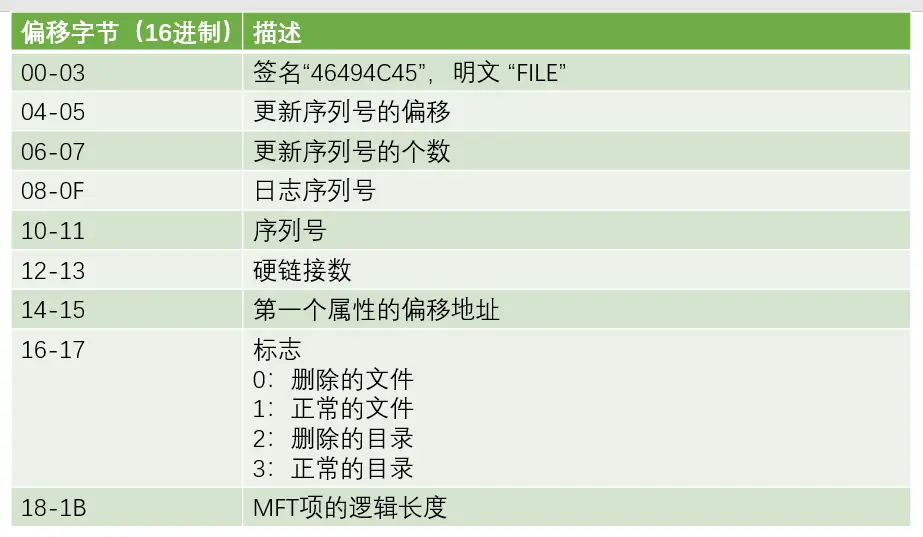 偏移字节（16进制） 描述
00-03 签名“46494C45”，明文 “FILE”
04-05 更新序列号的偏移
06-07 更新序列号的个数
08-0F 日志序列号
10-11 序列号
12-13 硬链接数
14-15 第一个属性的偏移地址
16-17 标志
0：删除的文件
1：正常的文件
2：删除的目录
3：正常的目录
18-1B MFT项的逻辑长度